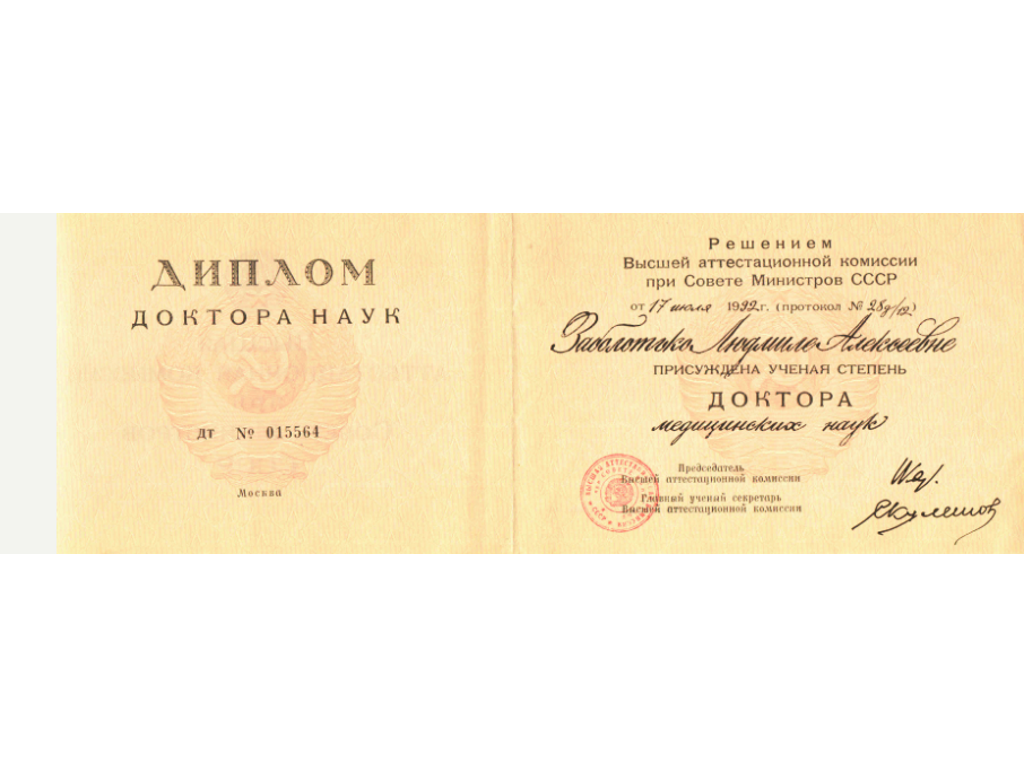 ДИПЛОМ
ДОКТОРА НАУК
ДТ № 015564
Москва
Решением
Высшей аттестационной комиссии
при Совете Министров СССР
от 17 июля 1992 г. (протокол № 28д/12)
Людмиле Алексеевне
ПРИСУЖДЕНА УЧЕНАЯ СТЕПЕНЬ
ДОКТОРА
медицинских наук
Председатель
Высшей аттестационной комиссии
Главный ученый секретарь
Высшей аттестационной комиссии